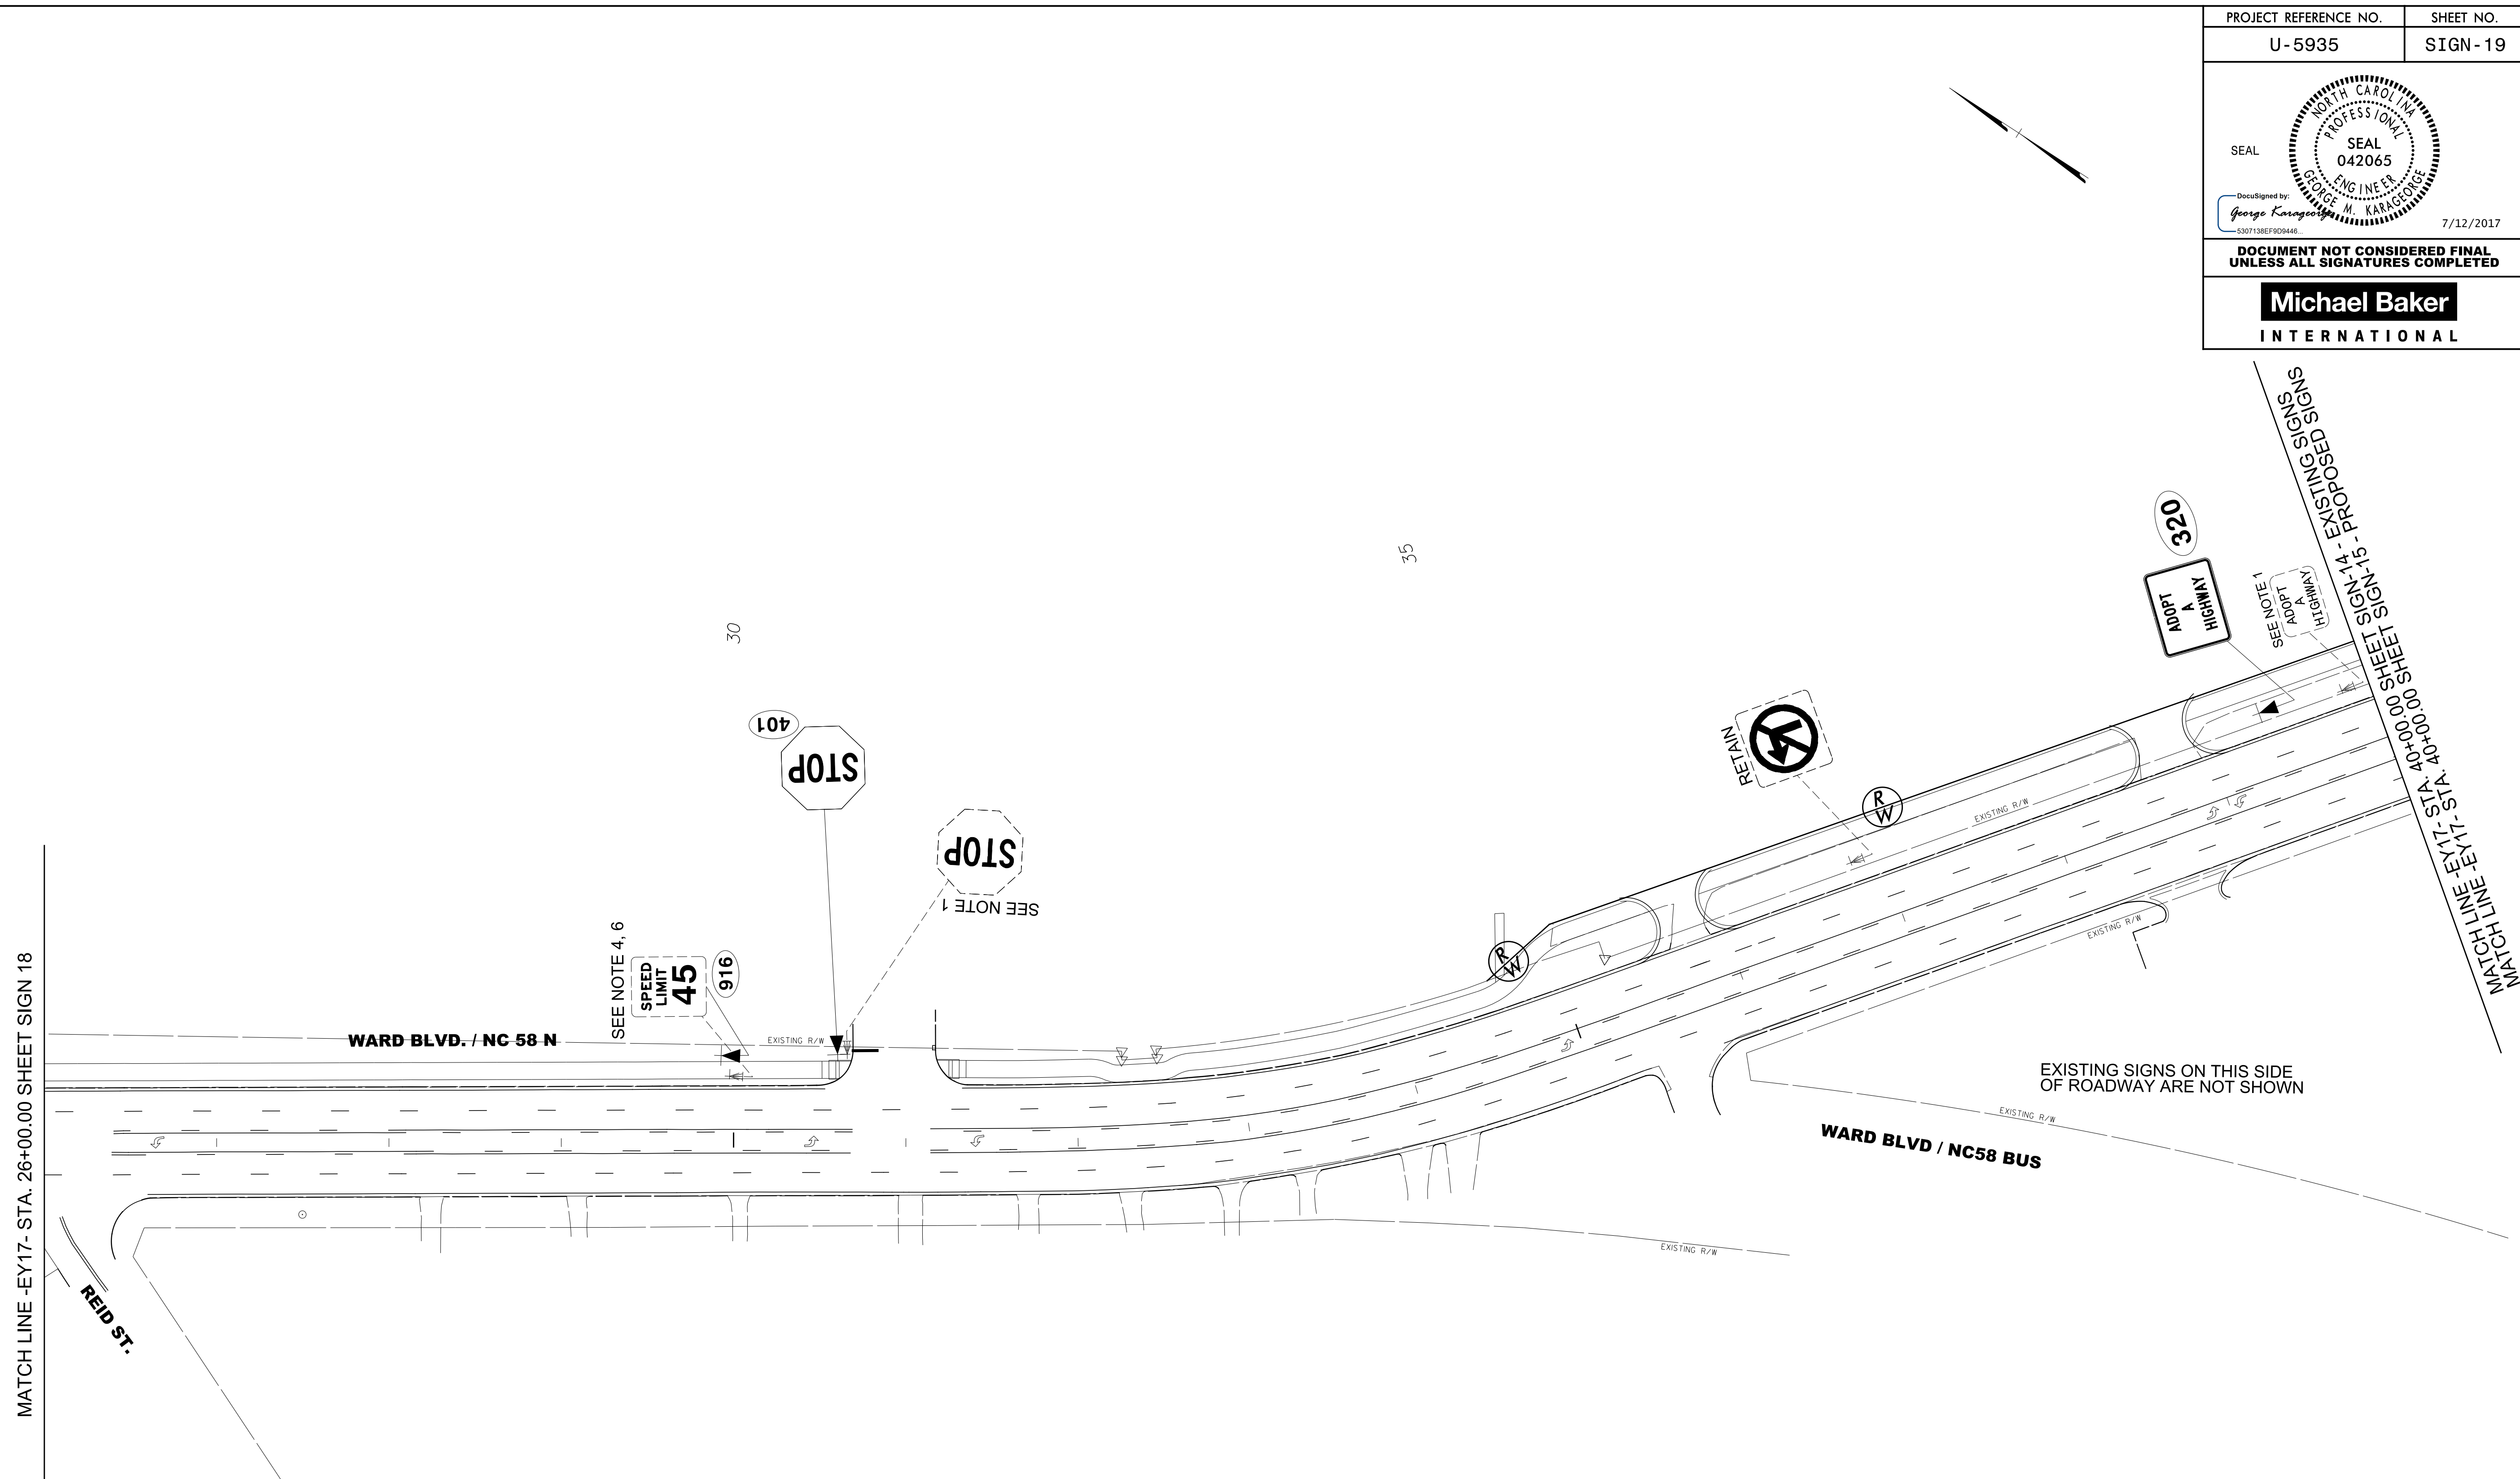 PROJECT REFERENCE NO.
SHEET NO.
U-5935
SIGN-19
SEAL
NORTH CAROLINA
PROFESSIONAL
SEAL
042065
ENGINEER
GEORGE M. KARAGEORGE
DocuSigned by:
George Karageorge
5307138EF9D9446...
7/12/2017
DOCUMENT NOT CONSIDERED FINAL
UNLESS ALL SIGNATURES COMPLETED
Michael Baker
INTERNATIONAL
MATCH LINE -EY17- STA. 40+00.00 SHEET SIGN-14 - EXISTING SIGNS
MATCH LINE -EY17- STA. 40+00.00 SHEET SIGN-15 - PROPOSED SIGNS
320
ADOPT
A
HIGHWAY
SEE NOTE 1
ADOPT
A
HIGHWAY
35
30
401
STOP
STOP
SEE NOTE 1
RETAIN
R
W
EXISTING R/W
R
W
EXISTING R/W
SEE NOTE 4, 6
SPEED
LIMIT
45
916
MATCH LINE -EY17- STA. 26+00.00 SHEET SIGN 18
WARD BLVD. / NC 58 N
EXISTING R/W
EXISTING SIGNS ON THIS SIDE
OF ROADWAY ARE NOT SHOWN
EXISTING R/W
WARD BLVD / NC58 BUS
EXISTING R/W
REID ST.